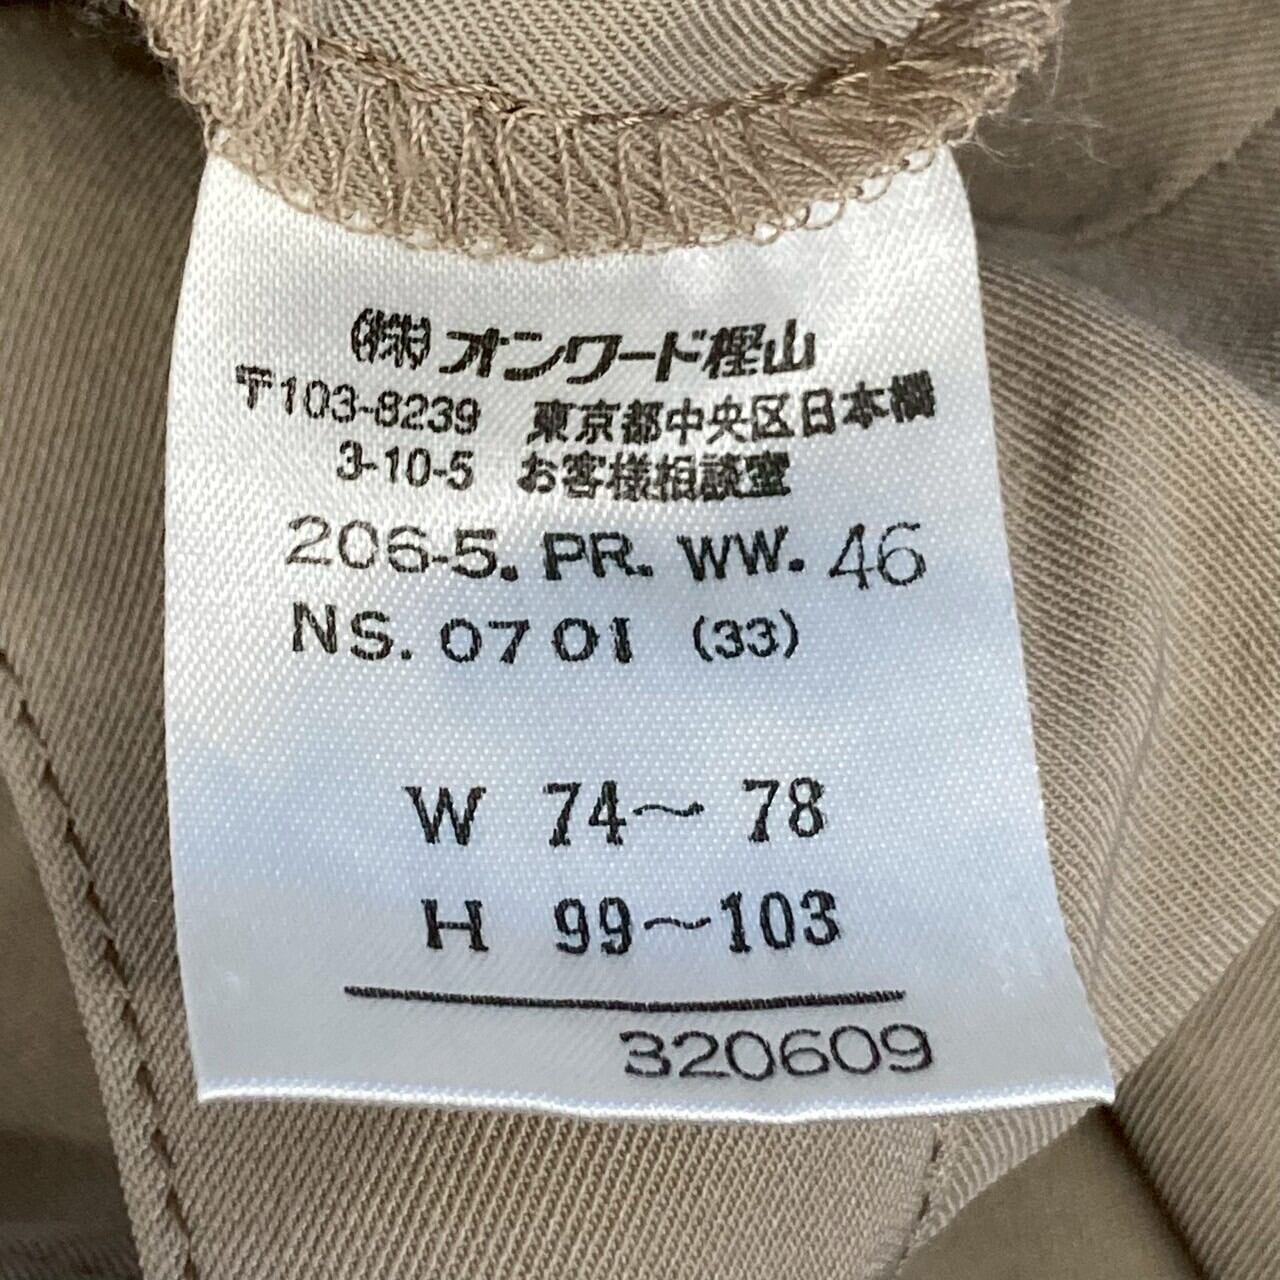 (株)オンワード樫山
〒103-8239 東京都中央区日本橋
3-10-5 お客様相談室
206-5. PR. WW. 46
NS. 0701 (33)
W 74〜78
H 99〜103
320609